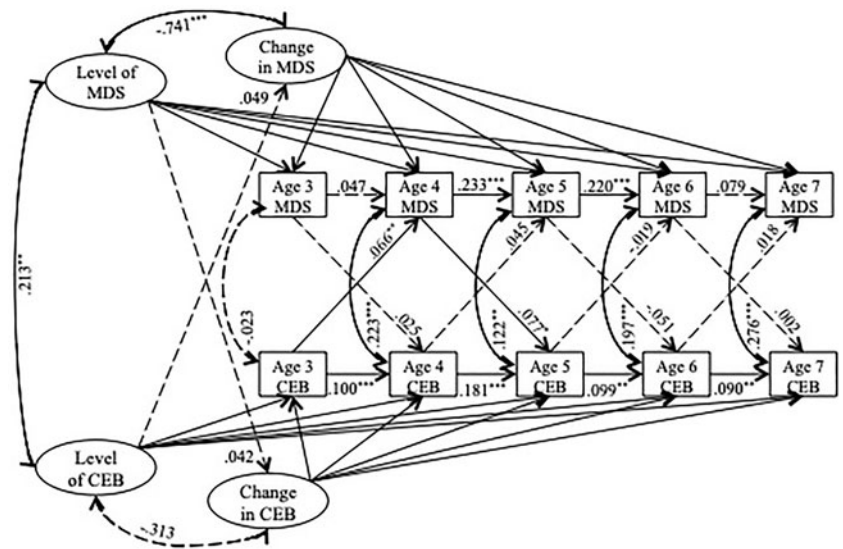 -.741***
Change
in MDS
Level of
MDS
.049
Age 3
MDS
.047
Age 4
MDS
.233***
Age 5
MDS
.220***
Age 6
MDS
.079
Age 7
MDS
.213**
.066**
.045
-.019
.018
-.023
.223***
.025
.122**
.077*
.197***
-.051
.276***
.002
Age 3
CEB
.100***
Age 4
CEB
.181***
Age 5
CEB
.099**
Age 6
CEB
.090**
Age 7
CEB
Level
of CEB
.042
Change
in CEB
-.313